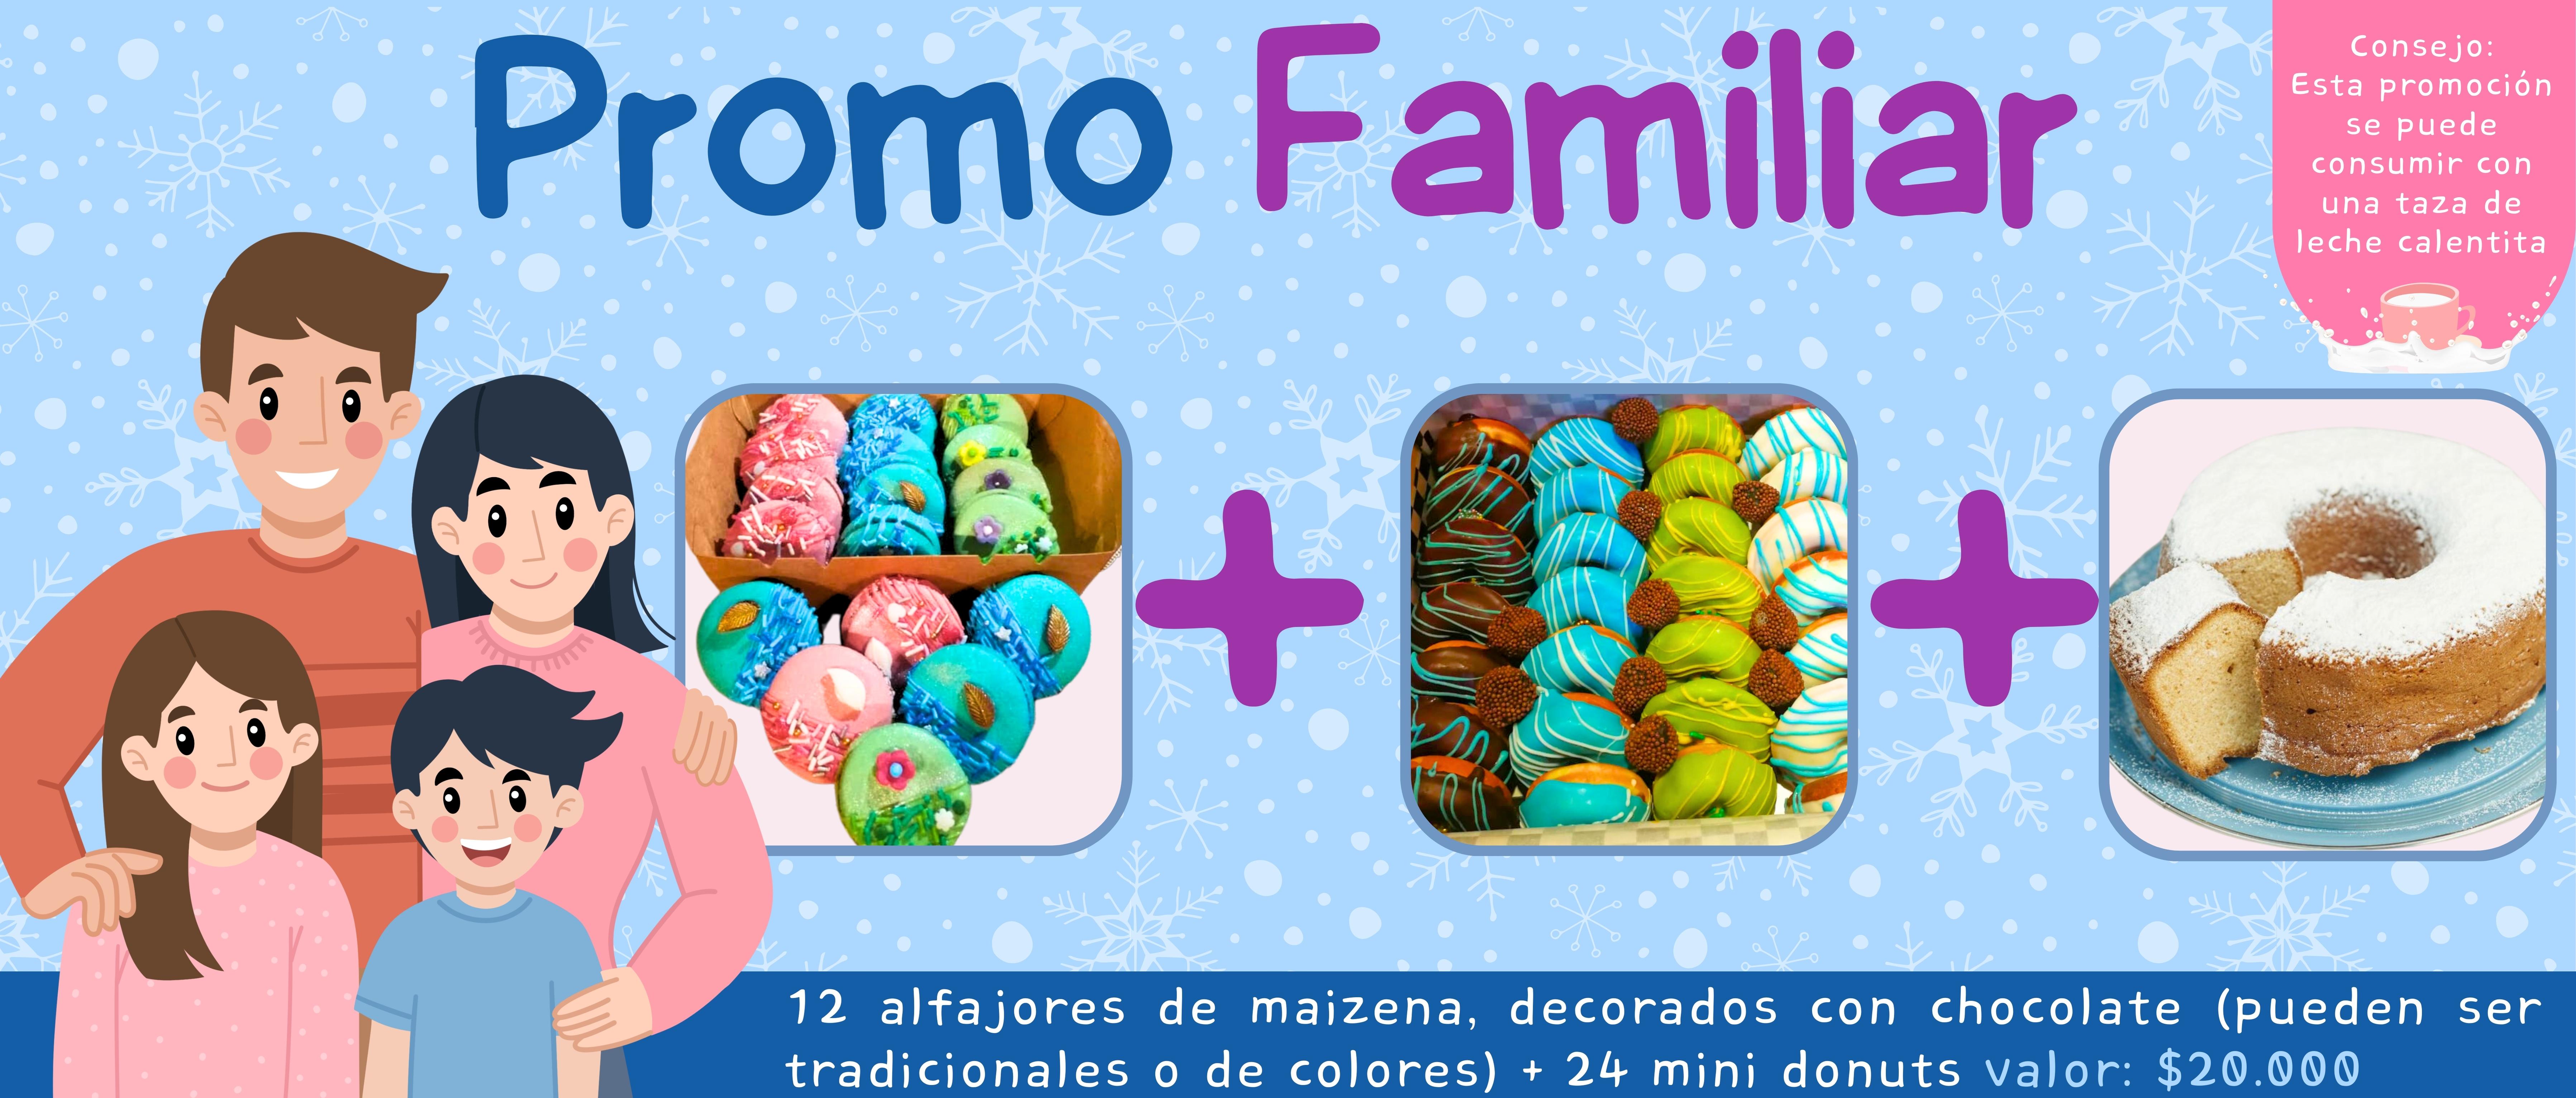 Promo Familiar
Consejo:
Esta promoción
se puede
consumir con
una taza de
leche calentita
12 alfajores de maizena, decorados con chocolate (pueden ser
tradicionales o de colores) + 24 mini donuts valor: $20.000